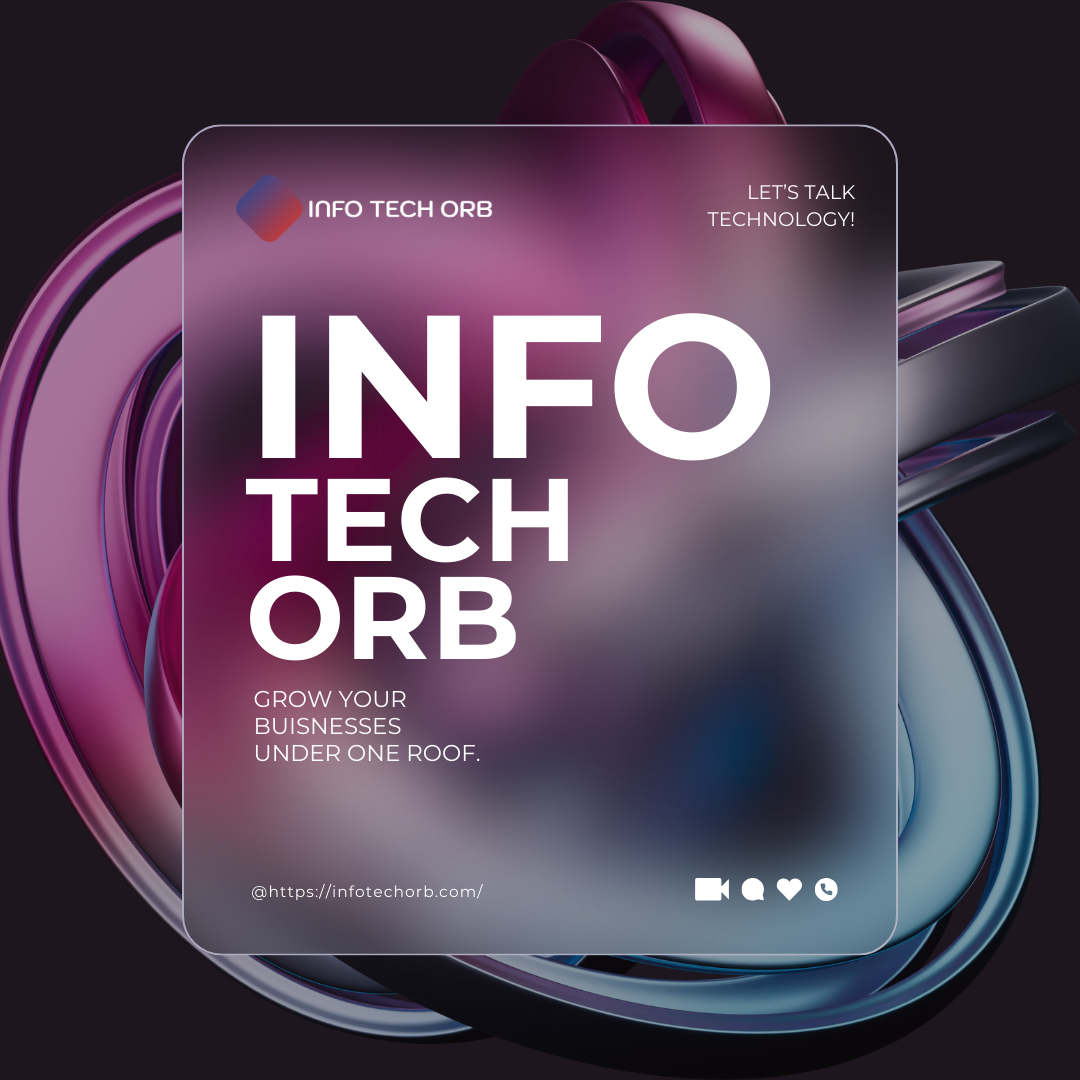 INFO TECH ORB
LET’S TALK
TECHNOLOGY!
INFO
TECH
ORB
GROW YOUR
BUISNESSES
UNDER ONE ROOF.
@https://infotechorb.com/